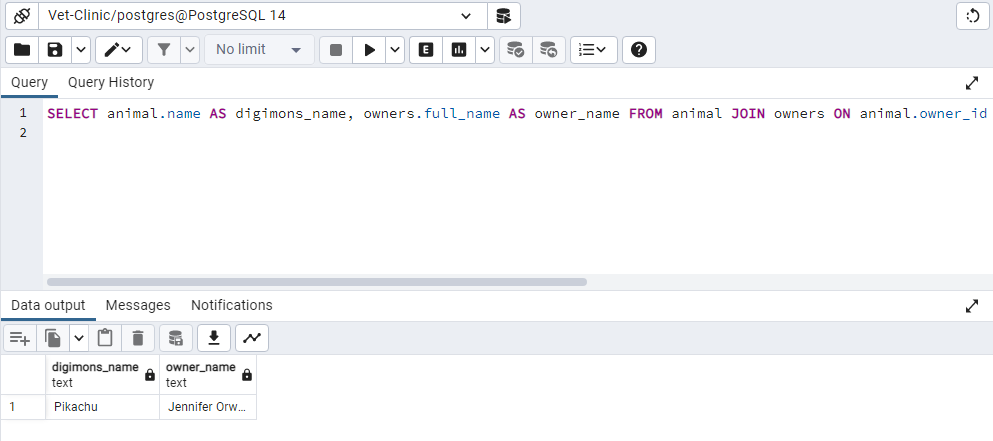 Vet-Clinic/postgres@PostgreSQL 14
No limit
E
Query Query History
1 SELECT animal.name AS digimons_name, owners.full_name AS owner_name FROM animal JOIN owners ON animal.owner_id
2
Data output Messages Notifications
digimons_name owner_name
text text
1 Pikachu Jennifer Orw...